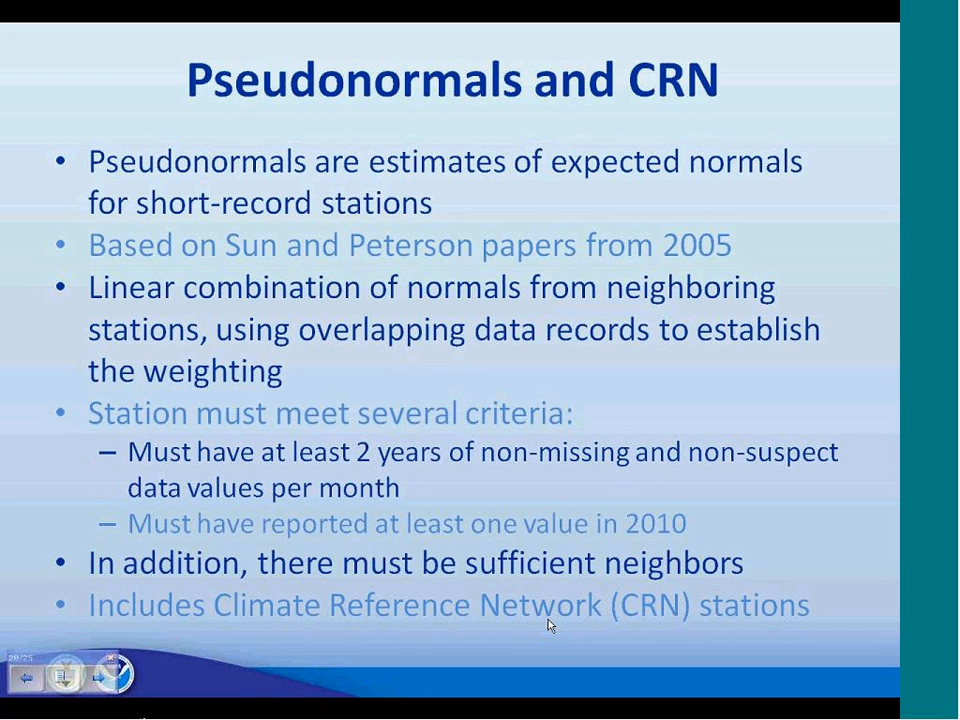 Pseudonormals and CRN
• Pseudonormals are estimates of expected normals
for short-record stations
• Based on Sun and Peterson papers from 2005
• Linear combination of normals from neighboring
stations, using overlapping data records to establish
the weighting
• Station must meet several criteria:
– Must have at least 2 years of non-missing and non-suspect
data values per month
– Must have reported at least one value in 2010
• In addition, there must be sufficient neighbors
• Includes Climate Reference Network (CRN) stations